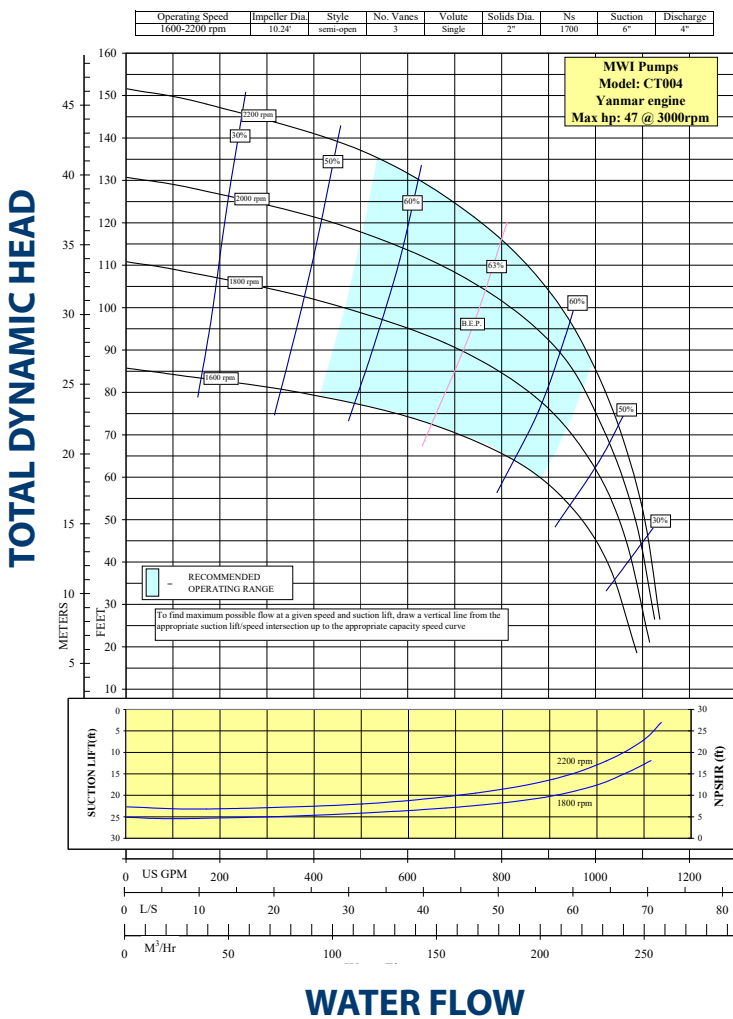 Operating Speed Impeller Dia. Style No. Vanes Volute Solids Dia. Ns Suction Discharge
1600-2200 rpm 10.24' semi-open 3 Single 2" 1700 6" 4"
MWI Pumps
Model: CT004
Yanmar engine
Max hp: 47 @ 3000rpm
TOTAL DYNAMIC HEAD
METERS
45
40
35
30
25
20
15
10
5
FEET
160
150
140
130
120
110
100
90
80
70
60
50
40
30
20
10
2200 rpm
30%
50%
2000 rpm
60%
63%
1800 rpm
60%
B.E.P.
1600 rpm
50%
30%
= RECOMMENDED
OPERATING RANGE
To find maximum possible flow at a given speed and suction lift, draw a vertical line from the
appropriate suction lift/speed intersection up to the appropriate capacity speed curve
SUCTION LIFT(ft)
0
5
10
15
20
25
30
2200 rpm
1800 rpm
30
25
20
15
10
5
0
NPSHR (ft)
0 US GPM 200 400 600 800 1000 1200
0 L/S 10 20 30 40 50 60 70 80
0 M3/Hr 50 100 150 200 250
WATER FLOW